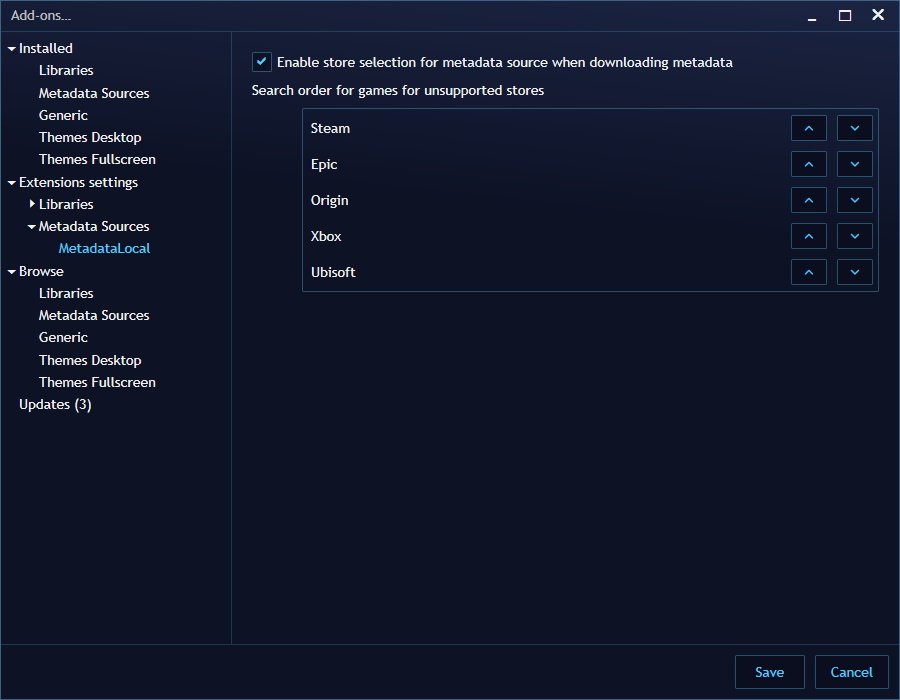 Add-ons...
Installed
Libraries
Metadata Sources
Generic
Themes Desktop
Themes Fullscreen
Extensions settings
Libraries
Metadata Sources
MetadataLocal
Browse
Libraries
Metadata Sources
Generic
Themes Desktop
Themes Fullscreen
Updates (3)
Enable store selection for metadata source when downloading metadata
Search order for games for unsupported stores
Steam
Epic
Origin
Xbox
Ubisoft
Save
Cancel